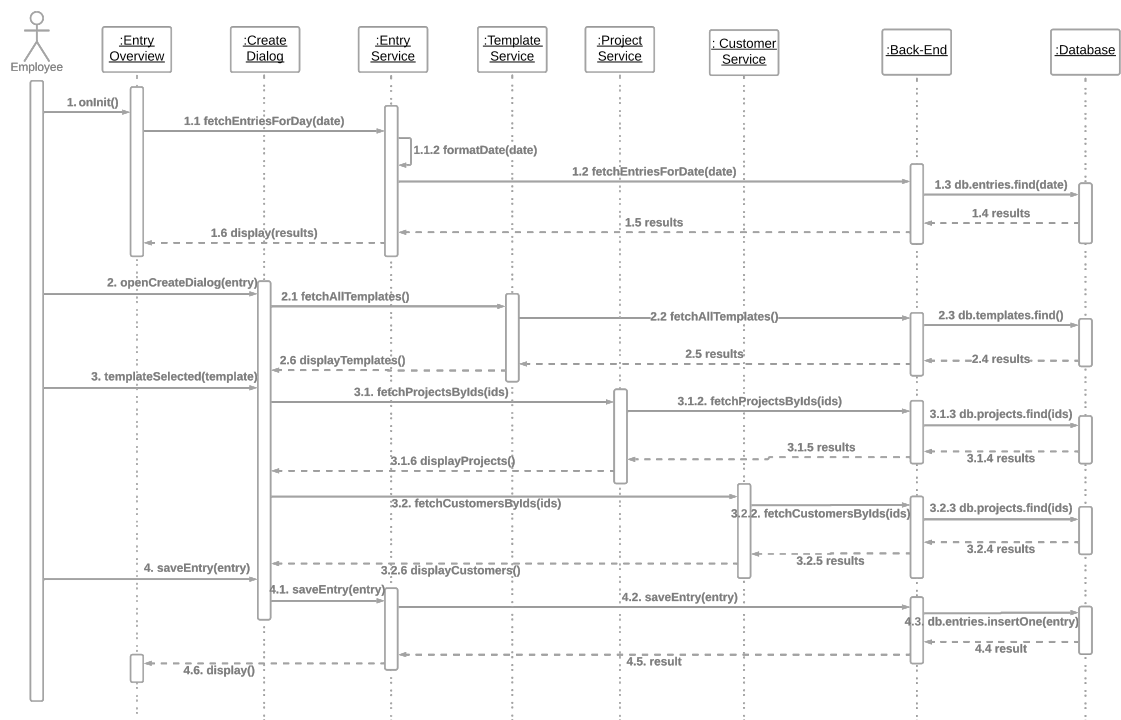 :Entry
Overview
:Create
Dialog
:Entry
Service
:Template
Service
:Project
Service
: Customer
Service
:Back-End
:Database
Employee
1. onInit()
1.1 fetchEntriesForDay(date)
1.1.2 formatDate(date)
1.2 fetchEntriesForDate(date)
1.3 db.entries.find(date)
1.4 results
1.5 results
1.6 display(results)
2. openCreateDialog(entry)
2.1 fetchAllTemplates()
2.2 fetchAllTemplates()
2.3 db.templates.find()
2.4 results
2.5 results
2.6 displayTemplates()
3. templateSelected(template)
3.1. fetchProjectsByIds(ids)
3.1.2. fetchProjectsByIds(ids)
3.1.3 db.projects.find(ids)
3.1.4 results
3.1.5 results
3.1.6 displayProjects()
3.2. fetchCustomersByIds(ids)
3.2.2. fetchCustomersByIds(ids)
3.2.3 db.projects.find(ids)
3.2.4 results
3.2.5 results
3.2.6 displayCustomers()
4. saveEntry(entry)
4.1. saveEntry(entry)
4.2. saveEntry(entry)
4.3. db.entries.insertOne(entry)
4.4 result
4.5. result
4.6. display()